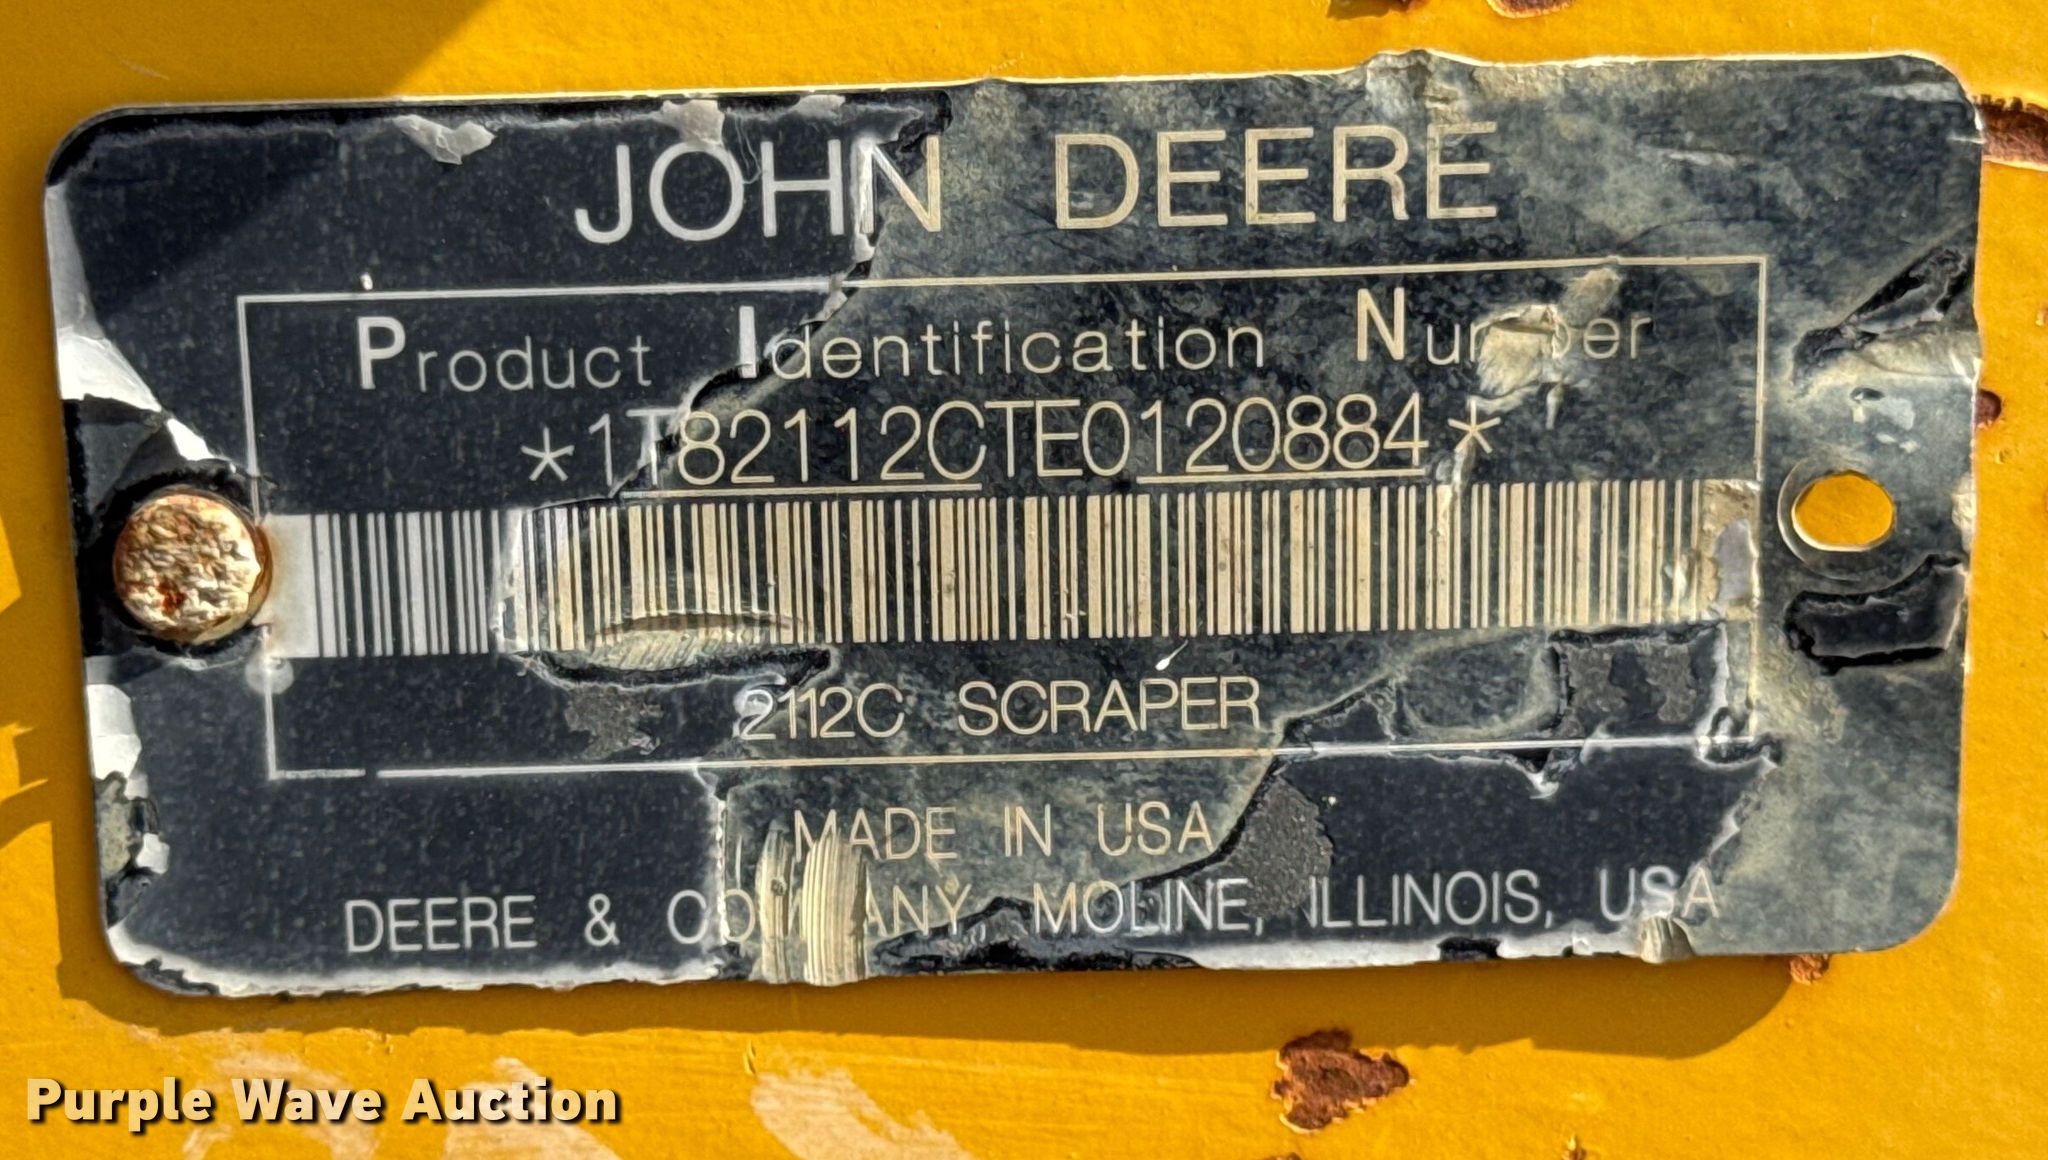 JOHN DEERE
Product Identification Number
*1T82112CTE0120884*
2112C SCRAPER
MADE IN USA
DEERE & COMPANY, MOLINE, ILLINOIS, USA
Purple Wave Auction